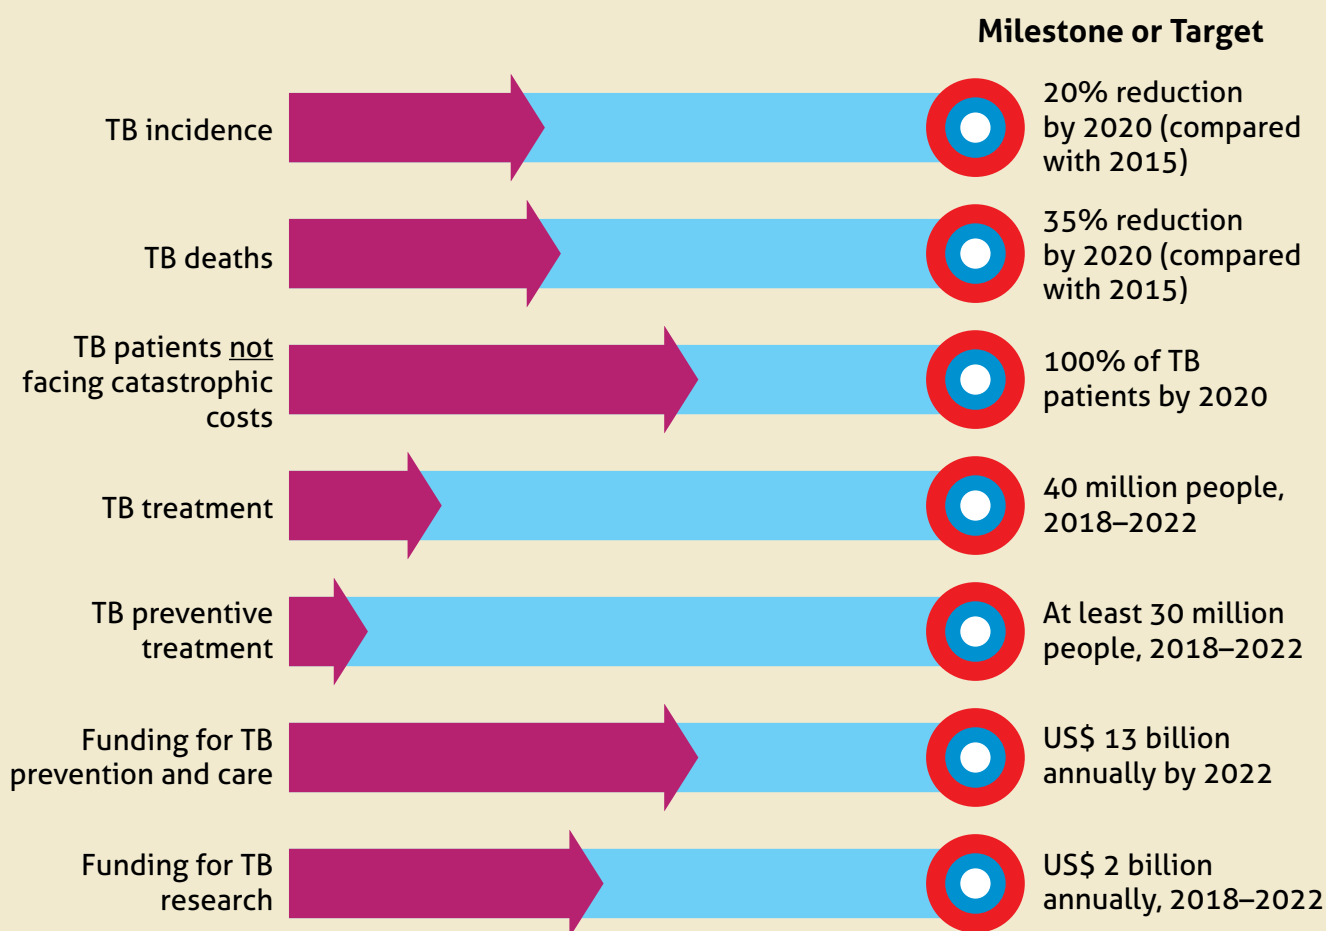 Milestone or Target
TB incidence
20% reduction
by 2020 (compared
with 2015)
TB deaths
35% reduction
by 2020 (compared
with 2015)
TB patients not
facing catastrophic
costs
100% of TB
patients by 2020
TB treatment
40 million people,
2018–2022
TB preventive
treatment
At least 30 million
people, 2018–2022
Funding for TB
prevention and care
US$ 13 billion
annually by 2022
Funding for TB
research
US$ 2 billion
annually, 2018–2022